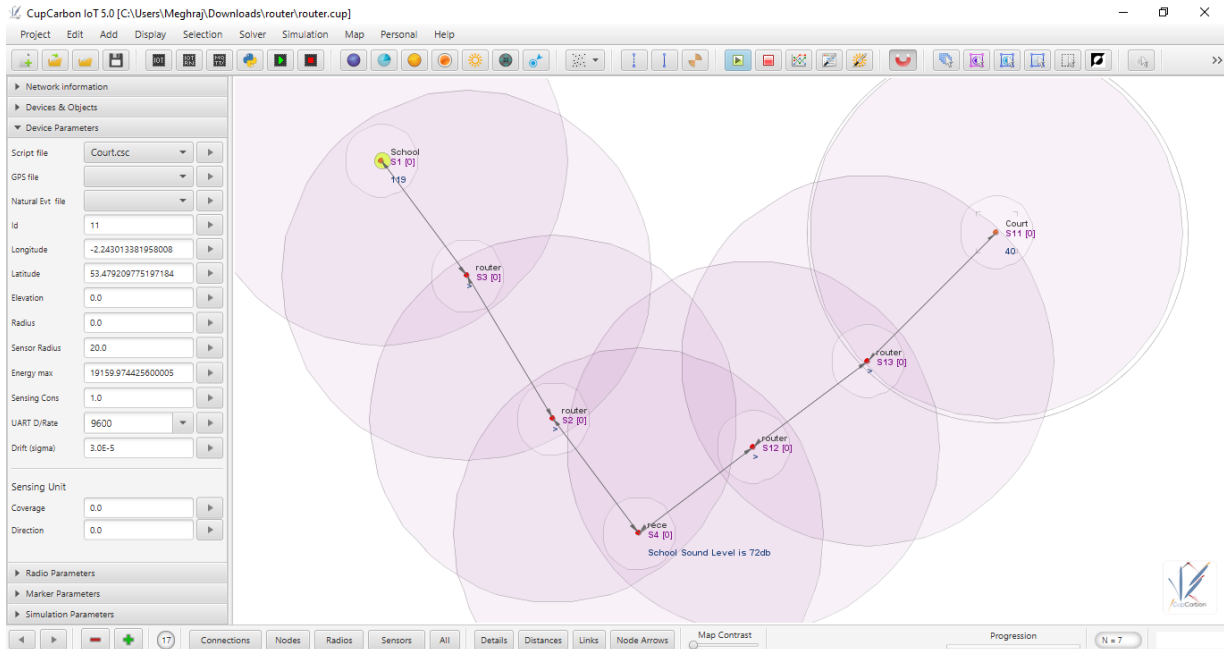 CupCarbon IoT 5.0 [C:\Users\Meghraj\Downloads\router\router.cup]
Project Edit Add Display Selection Solver Simulation Map Personal Help
Network information
Devices & Objects
Device Parameters
Script file Court.csc
GPS file
Natural Evt file
Id 11
Longitude -2.243013381958008
Latitude 53.479209775197184
Elevation 0.0
Radius 0.0
Sensor Radius 20.0
Energy max 19159.974425600005
Sensing Cons 1.0
UART D/Rate 9600
Drift (sigma) 3.0E-5
Sensing Unit
Coverage 0.0
Direction 0.0
Radio Parameters
Marker Parameters
Simulation Parameters
School
S1 [0]
119
router
S3 [0]
>
router
S2 [0]
>
rece
S4 [0]
School Sound Level is 72db
router
S12 [0]
>
router
S13 [0]
>
Court
S11 [0]
40
CupCarbon
17 Connections Nodes Radios Sensors All Details Distances Links Node Arrows Map Contrast Progression N = 7